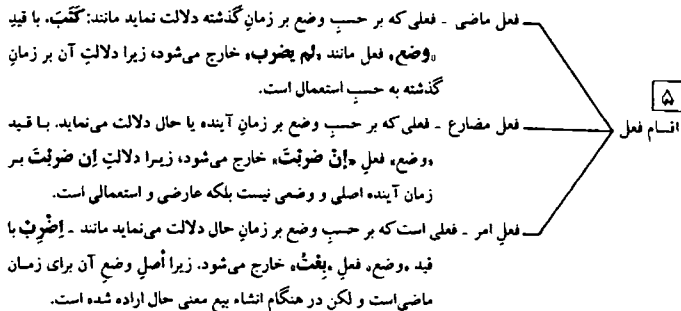 ۵
اقسام فعل
فعل ماضی - فعلی که بر حسبِ وضع بر زمانِ گذشته دلالت نماید مانند: کَتَبَ. با قیدِ
«وضع» فعل مانند «لم یضرب» خارج می‌شود، زیرا دلالتِ آن بر زمانِ
گذشته به حسبِ استعمال است.
فعل مضارع - فعلی که بر حسبِ وضع بر زمانِ آینده یا حال دلالت می‌نماید. با قید
«وضع» فعلِ «إنْ ضَرَبْتَ» خارج می‌شود، زیرا دلالتِ اِن ضربْتَ بر
زمان آینده اصلی و وضعی نیست بلکه عارضی و استعمالی است.
فعلِ امر - فعلی است که بر حسبِ وضع بر زمانِ حال دلالت می‌نماید مانند - اِضْرِبْ با
قید «وضع» فعلِ «بِعْتُ» خارج می‌شود. زیرا أصلِ وضعِ آن برای زمان
ماضی است و لکن در هنگام انشاء بیع معنی حال اراده شده است.